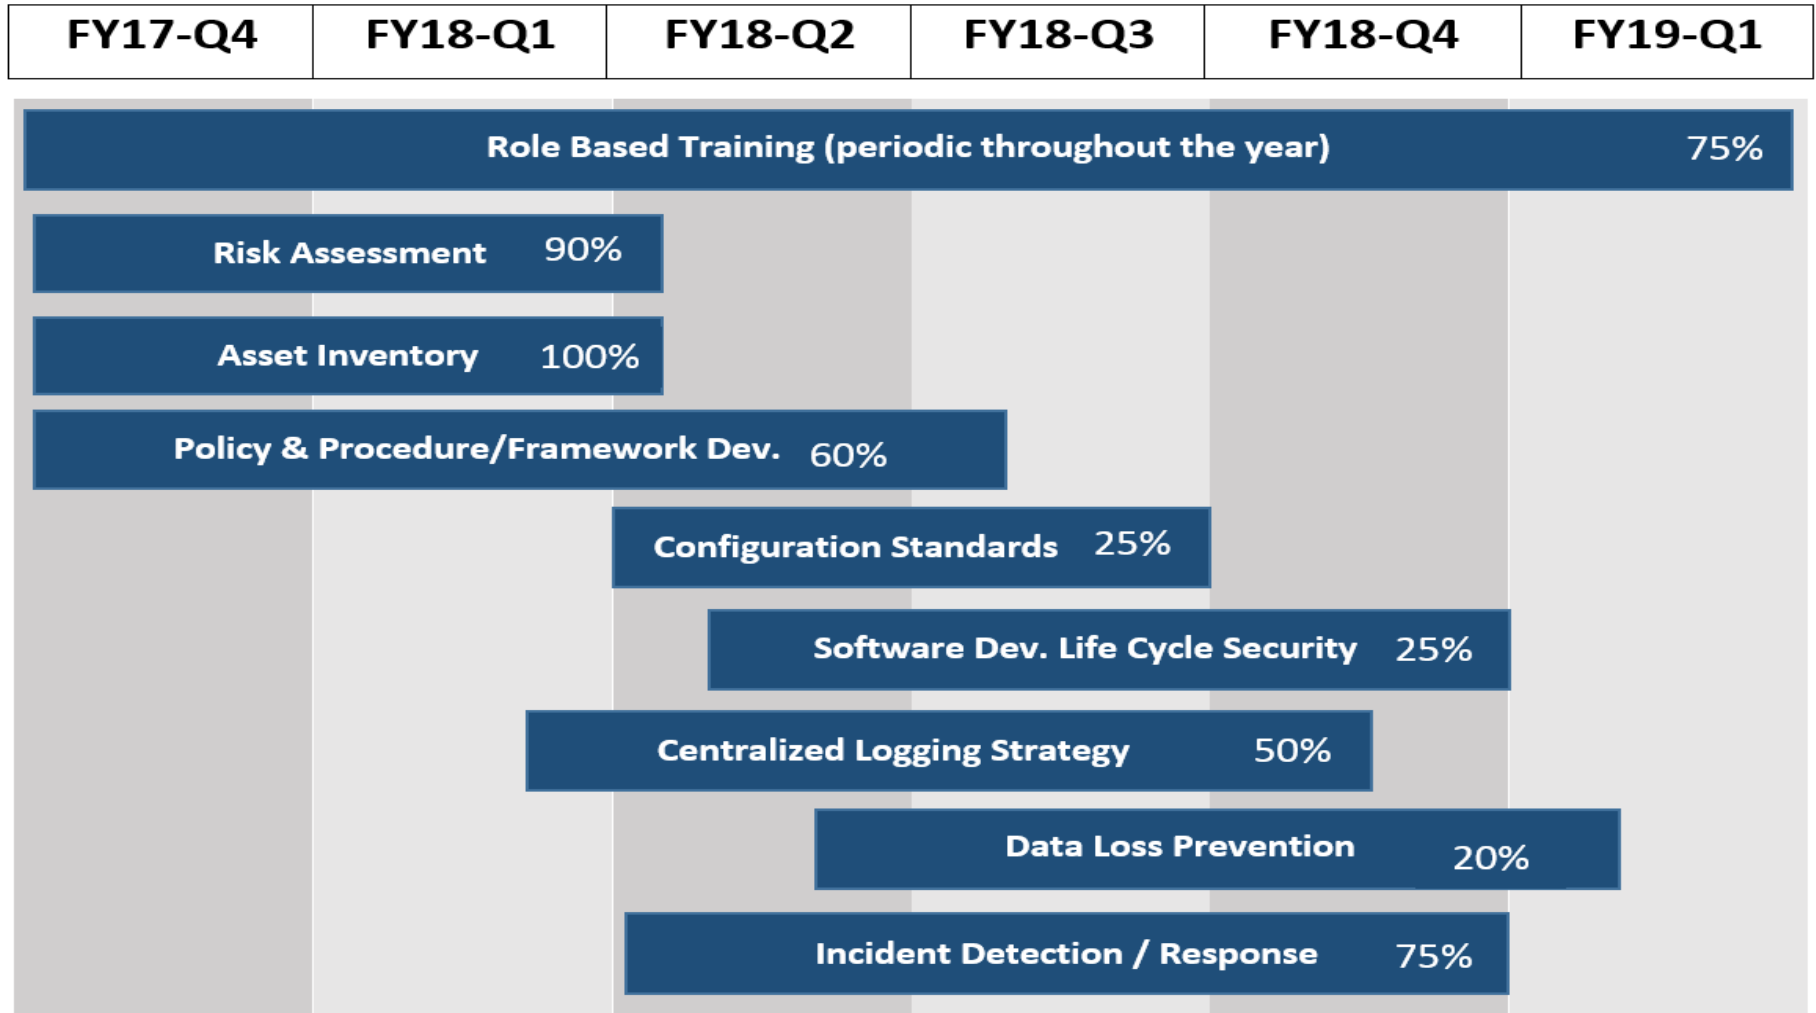 FY17-Q4 FY18-Q1 FY18-Q2 FY18-Q3 FY18-Q4 FY19-Q1
Role Based Training (periodic throughout the year) 75%
Risk Assessment 90%
Asset Inventory 100%
Policy & Procedure/Framework Dev. 60%
Configuration Standards 25%
Software Dev. Life Cycle Security 25%
Centralized Logging Strategy 50%
Data Loss Prevention 20%
Incident Detection / Response 75%